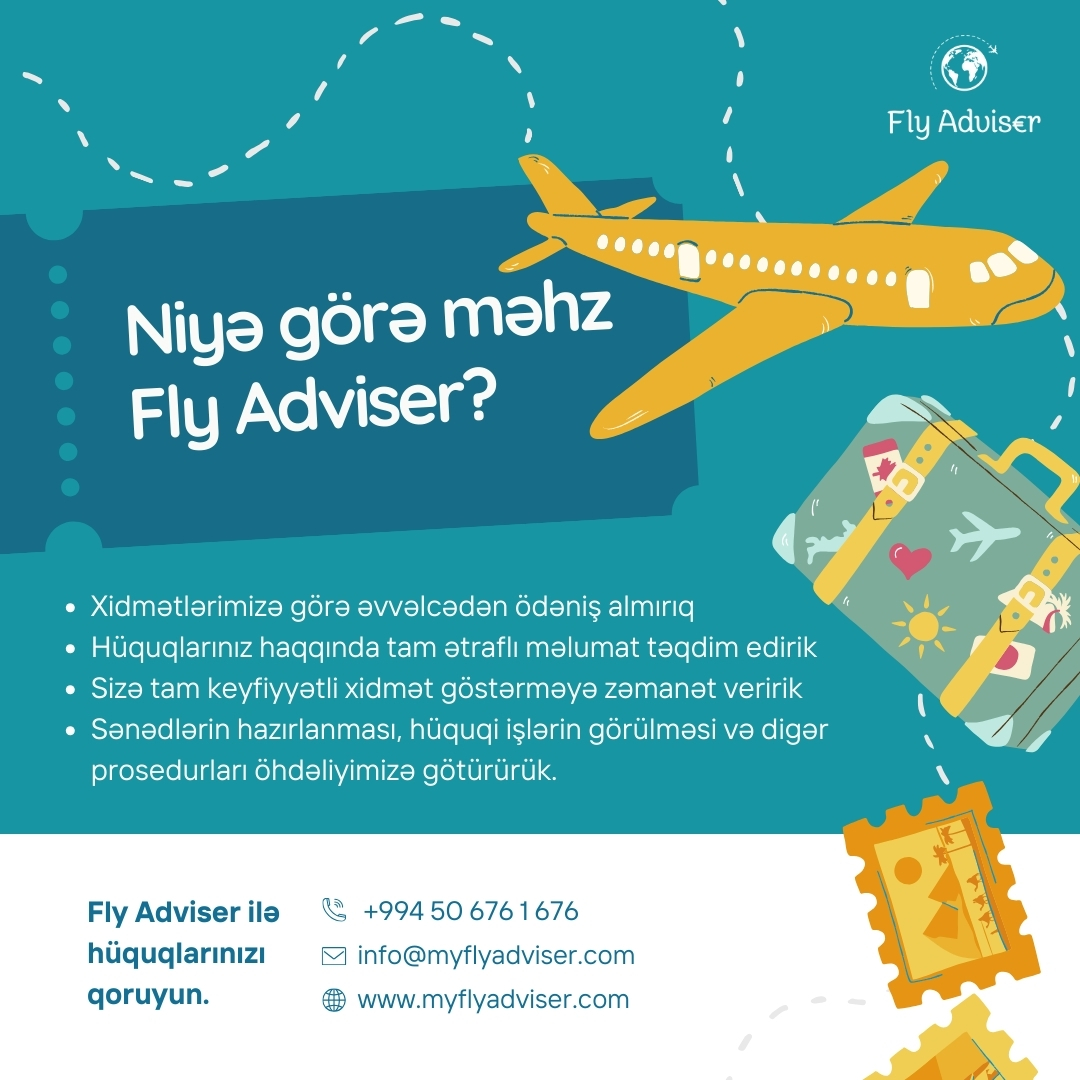 Fly Adviser
Niyə görə məhz
Fly Adviser?
• Xidmətlərimizə görə əvvəlcədən ödəniş almırıq
• Hüquqlarınız haqqında tam ətraflı məlumat təqdim edirik
• Sizə tam keyfiyyətli xidmət göstərməyə zəmanət veririk
• Sənədlərin hazırlanması, hüquqi işlərin görülməsi və digər
prosedurları öhdəliyimizə götürürük.
Fly Adviser ilə
hüquqlarınızı
qoruyun.
+994 50 676 1 676
info@myflyadviser.com
www.myflyadviser.com